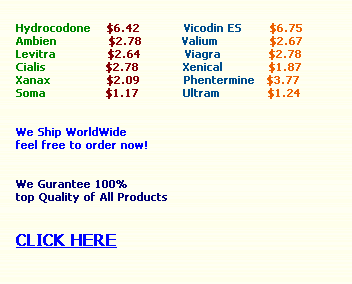 Hydrocodone $6.42 Vicodin ES $6.75
Ambien $2.78 Valium $2.67
Levitra $2.64 Viagra $2.78
Cialis $2.78 Xenical $1.87
Xanax $2.09 Phentermine $3.77
Soma $1.17 Ultram $1.24
We Ship WorldWide
feel free to order now!
We Gurantee 100%
top Quality of All Products
CLICK HERE